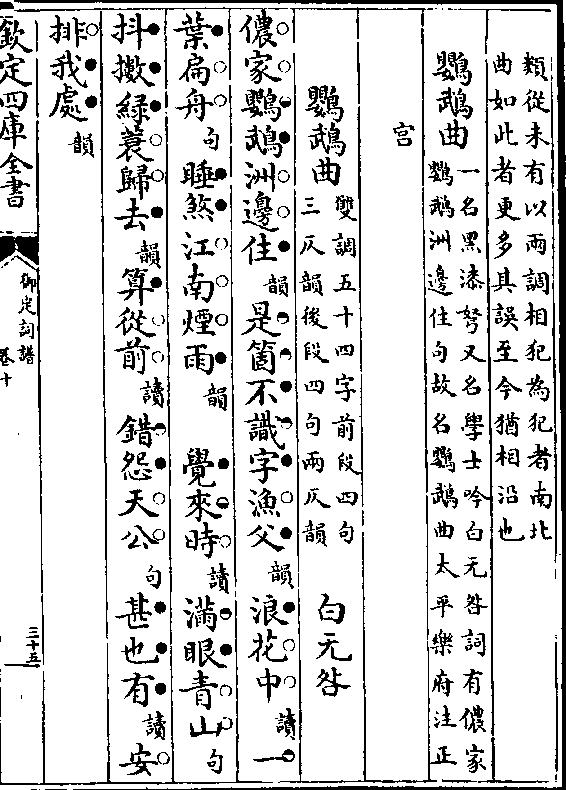 類從未有以兩調相犯為犯者南北
曲如此者更多其誤至今猶相沿也
鸚鵡曲一名黑漆弩又名學士吟白无咎詞有儂家
鸚鵡洲邊住句故名鸚鵡曲太平樂府注正
宮
鸚鵡曲雙調五十四字前段四句
三仄韻後段四句兩仄韻
白无咎
儂家鸚鵡洲邊住韻是箇不識字漁父韻浪花中讀一
葉扁舟句睡煞江南煙雨韻 覺來時讀滿眼青山句
抖擻綠蓑歸去韻算從前讀錯怨天公句甚也有讀安
排我處韻
欽定四庫全書
御定詞譜
卷十
三十五